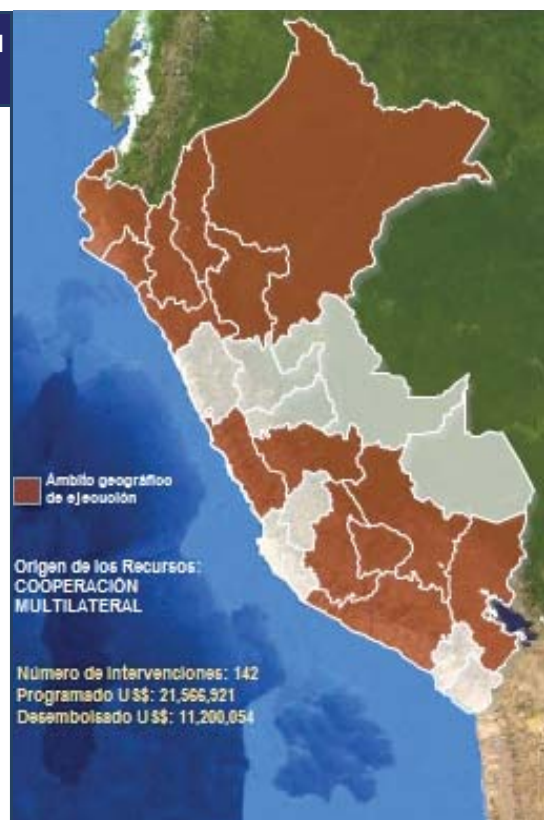 Ámbito geográfico
de ejecución
Origen de los Recursos:
COOPERACIÓN
MULTILATERAL
Número de Intervenciones: 142
Programado US$: 21,566,921
Desembolsado US$: 11,200,054